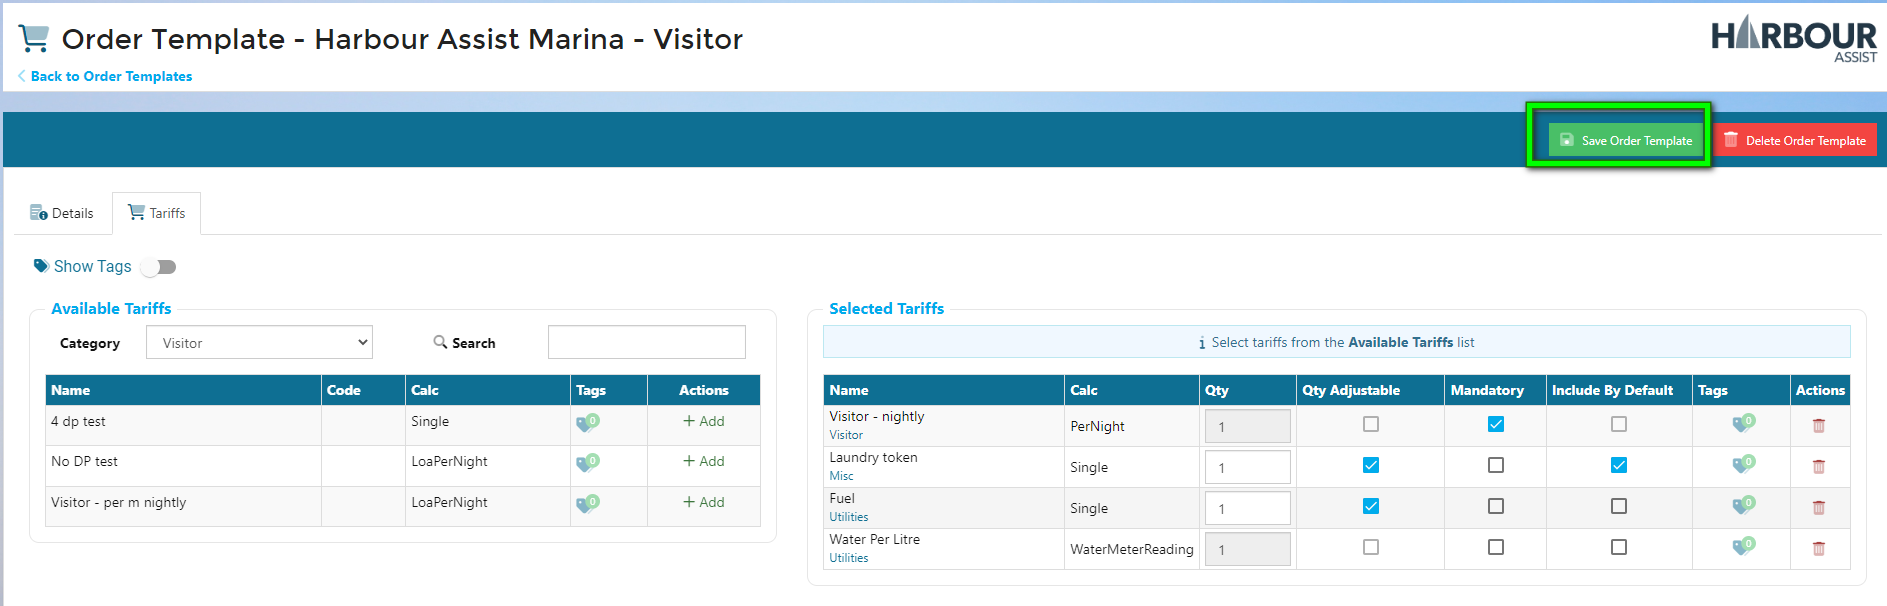 Order Template - Harbour Assist Marina - Visitor
HARBOUR
ASSIST
Back to Order Templates
Save Order Template
Delete Order Template
Details
Tariffs
Show Tags
Available Tariffs
Category
Visitor
Search
Name Code Calc Tags Actions
4 dp test Single 0 + Add
No DP test LoaPerNight 0 + Add
Visitor - per m nightly LoaPerNight 0 + Add
Selected Tariffs
Select tariffs from the Available Tariffs list
Name Calc Qty Qty Adjustable Mandatory Include By Default Tags Actions
Visitor - nightly
Visitor
PerNight 1 0
Laundry token
Misc
Single 1 0
Fuel
Utilities
Single 1 0
Water Per Litre
Utilities
WaterMeterReading 1 0